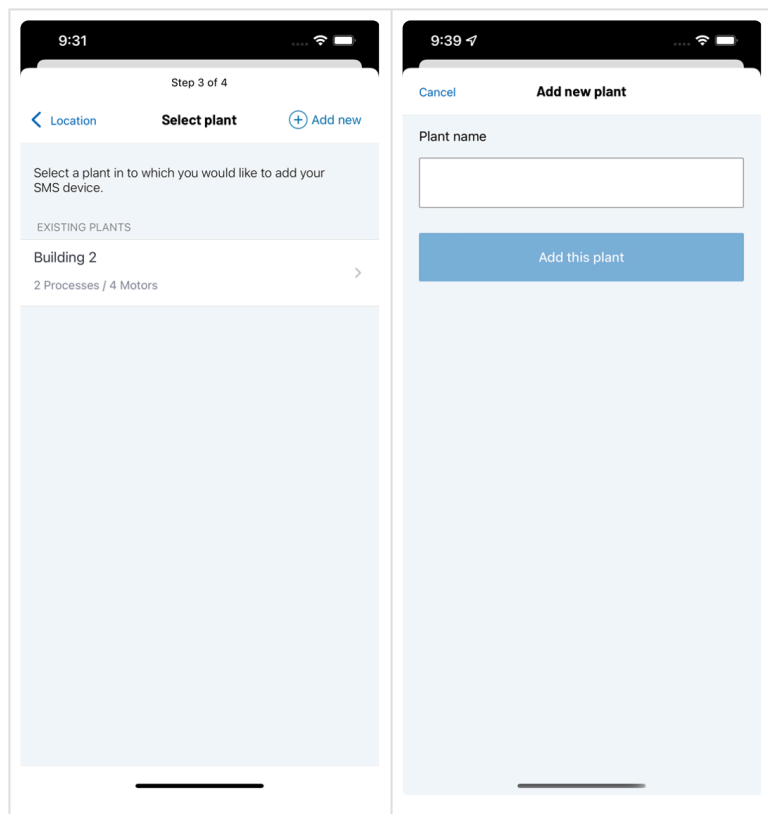 9:31
Step 3 of 4
Location
Select plant
Add new
Select a plant in to which you would like to add your
SMS device.
EXISTING PLANTS
Building 2
2 Processes / 4 Motors
9:39
Cancel
Add new plant
Plant name
Add this plant